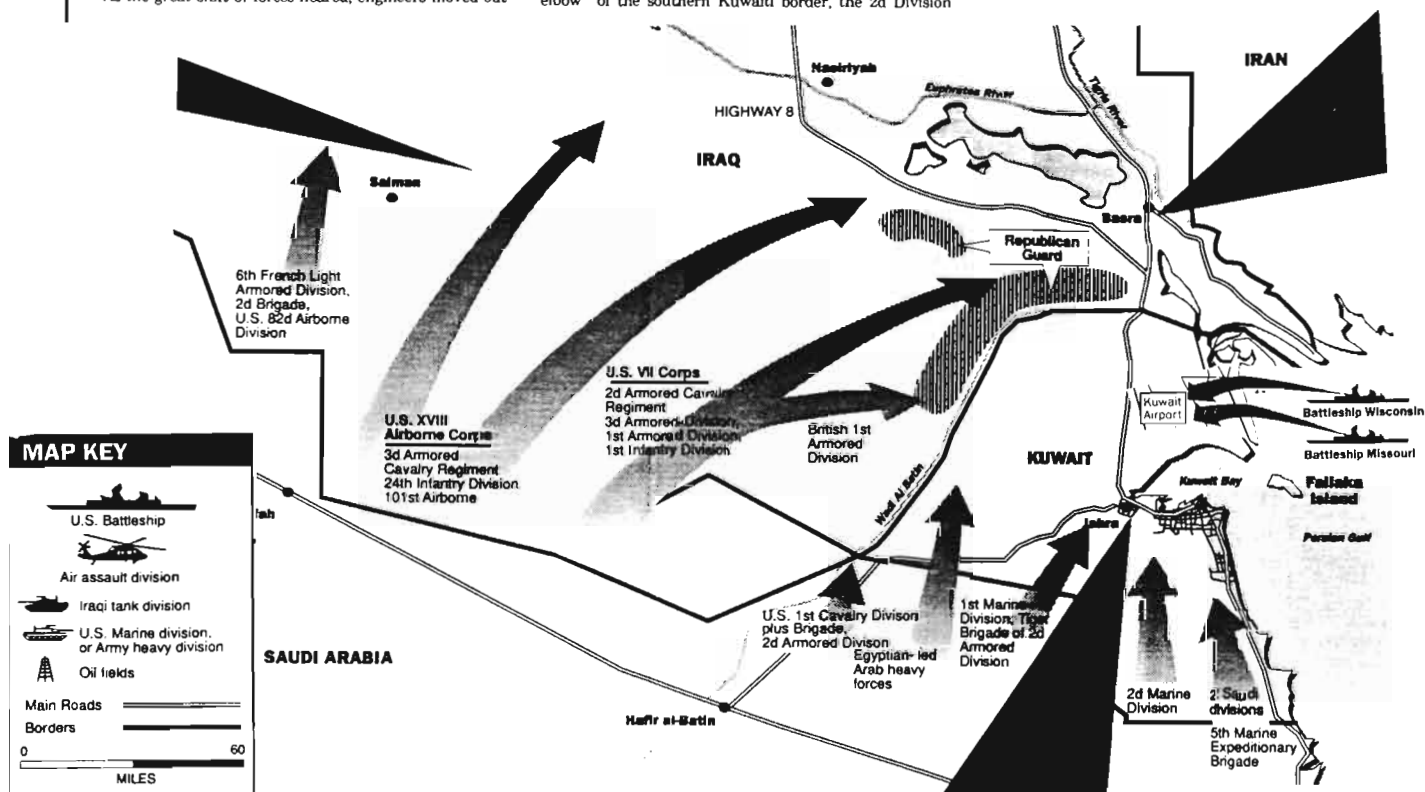 elbow" of the southern Kuwaiti border, the 2d Division
IRAN
Nasiriyah
Euphrates River
Tigris River
HIGHWAY 8
IRAQ
Salman
Basra
Republican
Guard
6th French Light
Armored Division,
2d Brigade,
U.S. 82d Airborne
Division
U.S. VII Corps
2d Armored Cavalry
Regiment
3d Armored Division,
1st Armored Division,
1st Infantry Division
Kuwait
Airport
Battleship Wisconsin
Battleship Missouri
U.S. XVIII
Airborne Corps
3d Armored
Cavalry Regiment
24th Infantry Division
101st Airborne
British 1st
Armored
Division
KUWAIT
Wadi Al Batin
Kuwait Bay
Failaka
Island
Jahra
Persian Gulf
MAP KEY
U.S. Battleship
Air assault division
Iraqi tank division
U.S. Marine division,
or Army heavy division
Oil fields
Main Roads
Borders
0 60
MILES
SAUDI ARABIA
U.S. 1st Cavalry Divison
plus Brigade,
2d Armored Divison
Egyptian-led
Arab heavy
forces
1st Marine
Division, Tiger
Brigade of 2d
Armored
Division
2d Marine
Division
2 Saudi
divisions
5th Marine
Expeditionary
Brigade
Hafir al-Batin